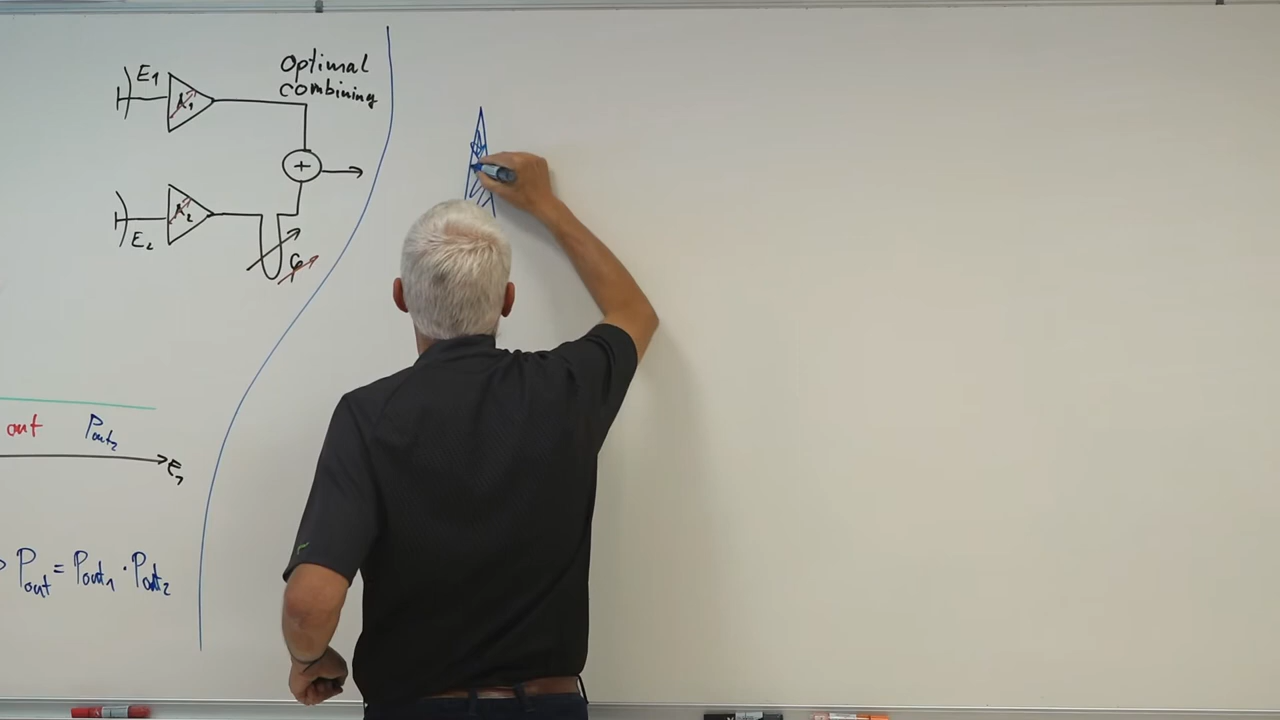 E1
A1
Optimal
combining
+
A2
E2
φ
out Pout2
E1
Pout = Pout1 · Pout2